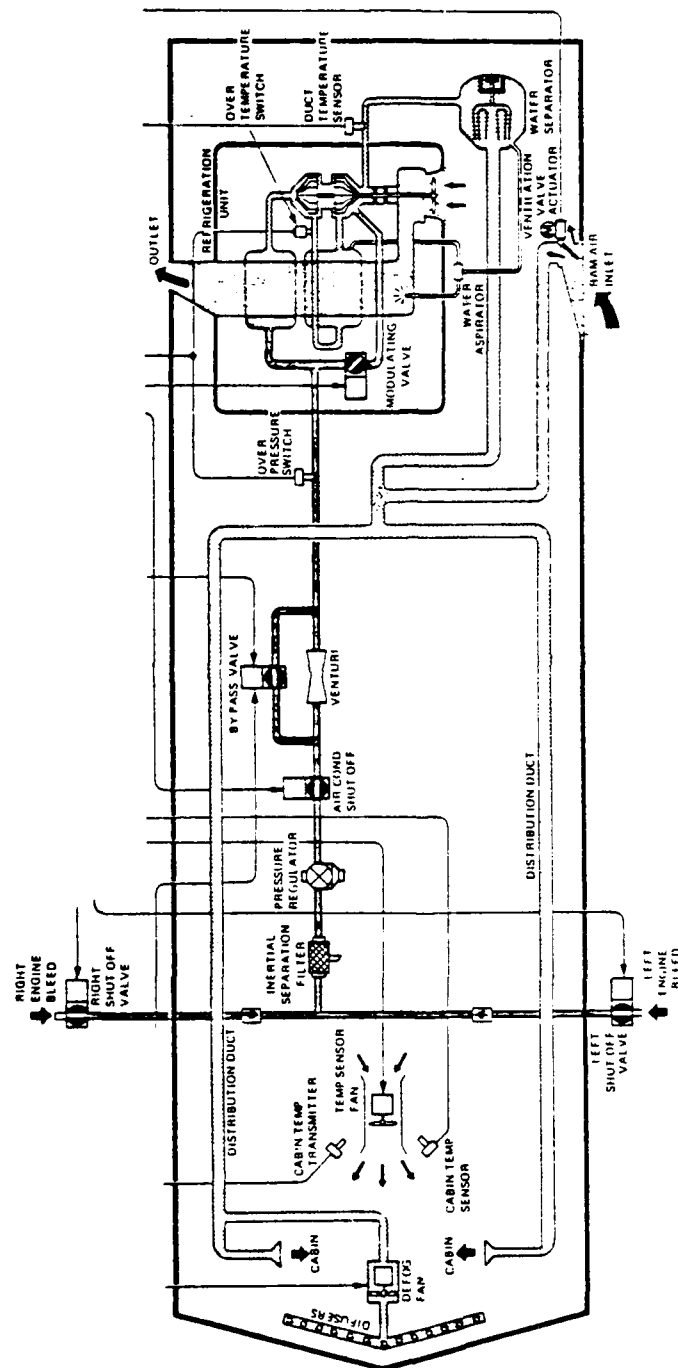 RIGHT
ENGINE
BLEED
RIGHT
SHUT OFF
VALVE
DISTRIBUTION DUCT
CABIN TEMP
TRANSMITTER
TEMP SENSOR
FAN
CABIN TEMP
SENSOR
CABIN
CABIN
DEFOG
FAN
DIFUSERS
INERTIAL
SEPARATION
FILTER
PRESSURE
REGULATOR
LEFT
SHUT OFF
VALVE
LEFT
ENGINE
BLEED
AIR COND
SHUT OFF
BY PASS VALVE
VENTURI
DISTRIBUTION DUCT
OVER
PRESSURE
SWITCH
OUTLET
REFRIGERATION
UNIT
OVER
TEMPERATURE
SWITCH
DUCT
TEMPERATURE
SENSOR
MODULATING
VALVE
WATER
ASPIRATOR
WATER
SEPARATOR
VENTILATION
VALVE
ACTUATOR
M
RAM AIR
INLET